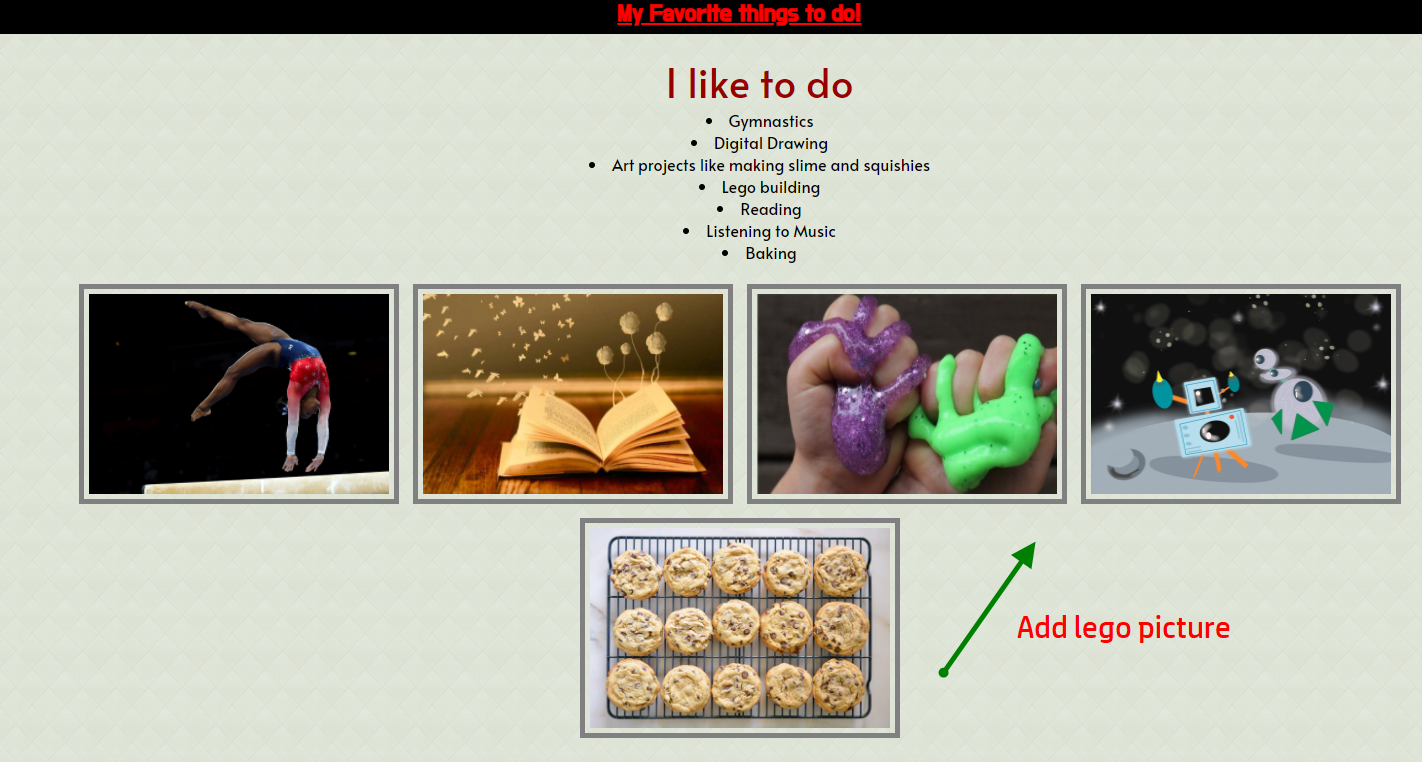 My Favorite things to do!
I like to do
• Gymnastics
• Digital Drawing
• Art projects like making slime and squishies
• Lego building
• Reading
• Listening to Music
• Baking
Add lego picture